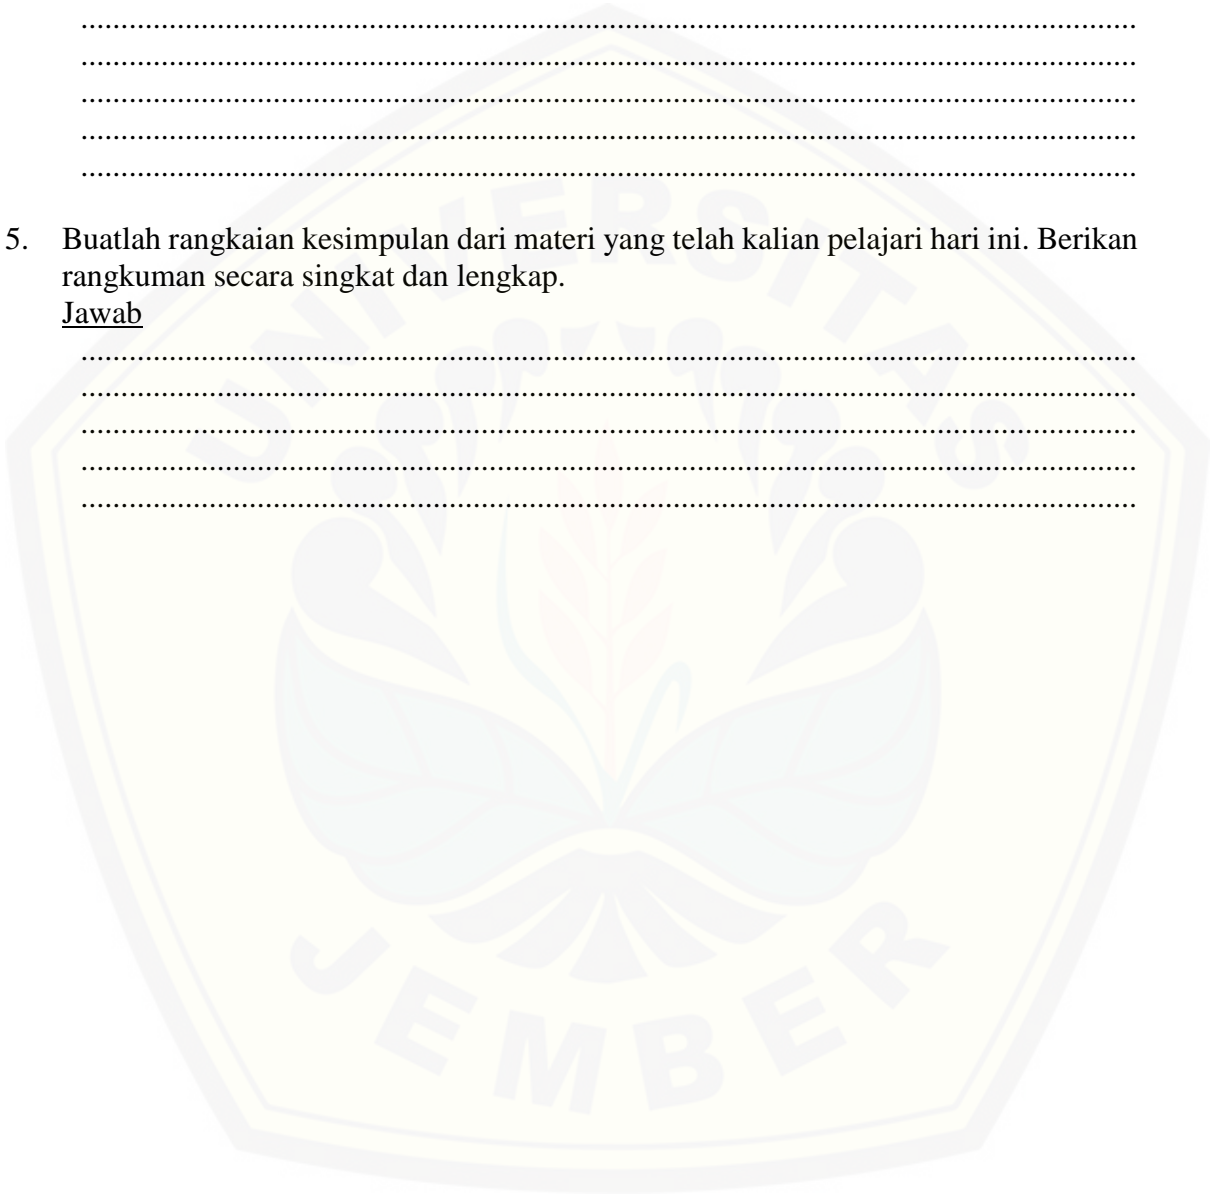 ........................................................................................................................................
........................................................................................................................................
........................................................................................................................................
........................................................................................................................................
........................................................................................................................................
5. Buatlah rangkaian kesimpulan dari materi yang telah kalian pelajari hari ini. Berikan
rangkuman secara singkat dan lengkap.
Jawab
........................................................................................................................................
........................................................................................................................................
........................................................................................................................................
........................................................................................................................................
........................................................................................................................................
UNIVERSITAS
JEMBER